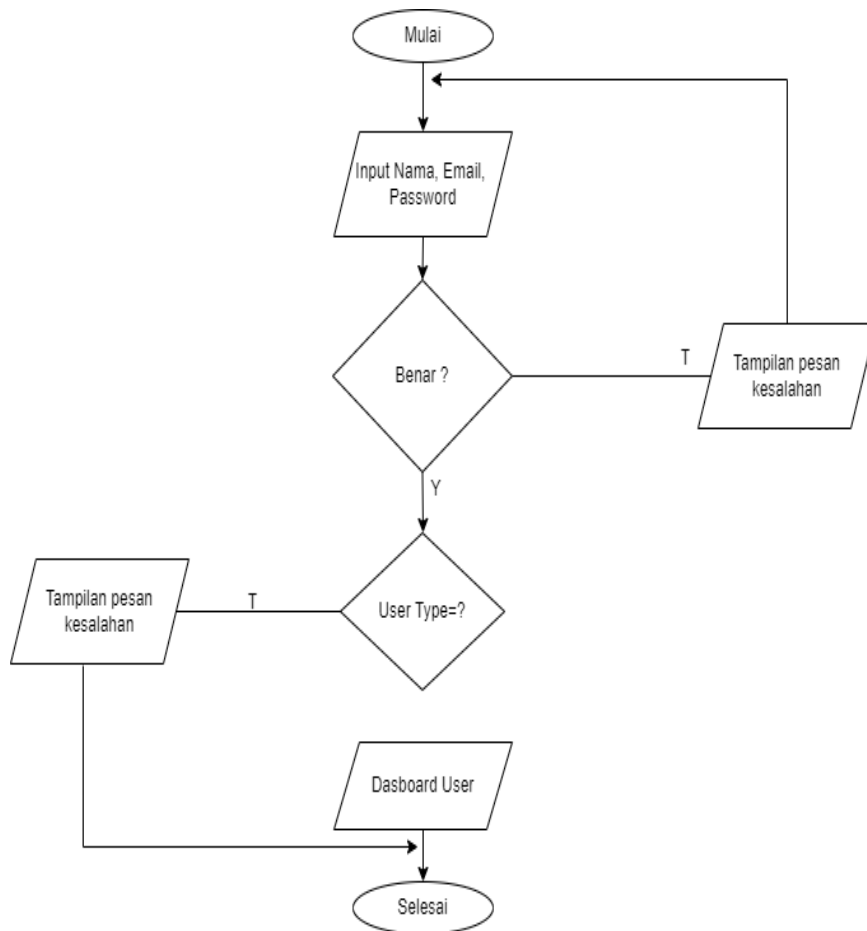 Mulai
Input Nama, Email,
Password
Benar ?
T
Tampilan pesan
kesalahan
Y
Tampilan pesan
kesalahan
T
User Type=?
Dasboard User
Selesai